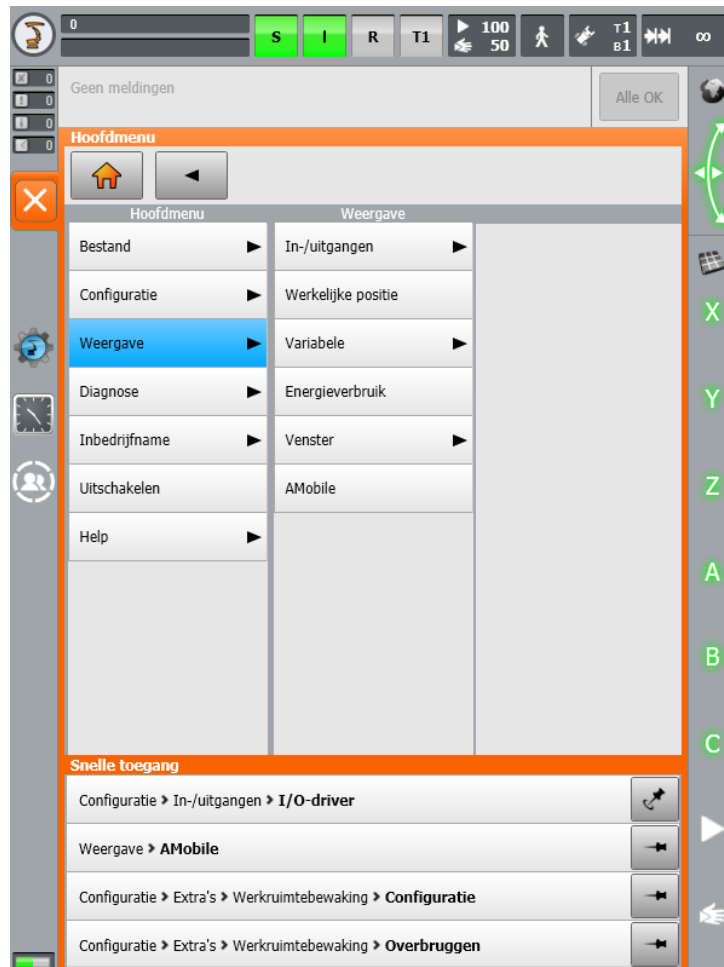 0
S I R T1 100 50 T1 B1 ∞
0
0
0
0
Geen meldingen
Alle OK
Hoofdmenu
Hoofdmenu
Weergave
Bestand
Configuratie
Weergave
Diagnose
Inbedrijfname
Uitschakelen
Help
In-/uitgangen
Werkelijke positie
Variabele
Energieverbruik
Venster
AMobile
X
Y
Z
A
B
C
Snelle toegang
Configuratie > In-/uitgangen > I/O-driver
Weergave > AMobile
Configuratie > Extra's > Werkruimtebewaking > Configuratie
Configuratie > Extra's > Werkruimtebewaking > Overbruggen